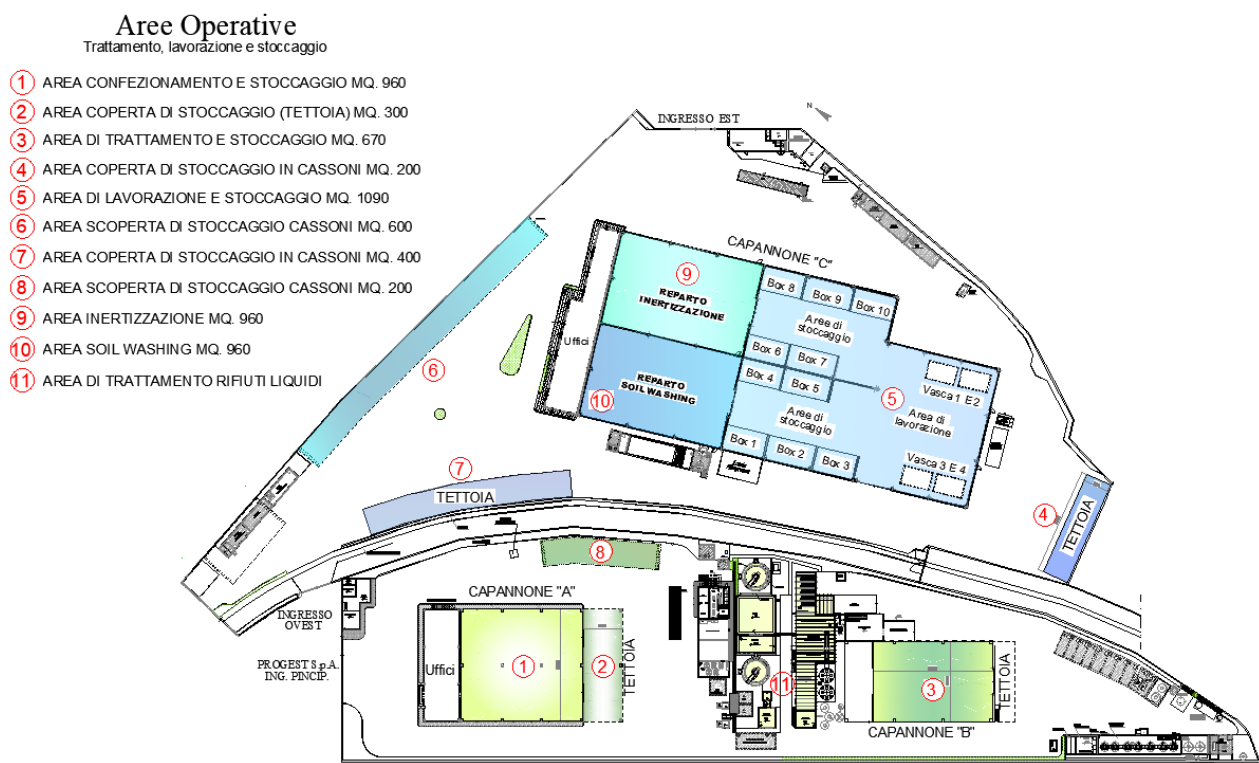 Aree Operative
Trattamento, lavorazione e stoccaggio
1 AREA CONFEZIONAMENTO E STOCCAGGIO MQ. 960
2 AREA COPERTA DI STOCCAGGIO (TETTOIA) MQ. 300
3 AREA DI TRATTAMENTO E STOCCAGGIO MQ. 670
4 AREA COPERTA DI STOCCAGGIO IN CASSONI MQ. 200
5 AREA DI LAVORAZIONE E STOCCAGGIO MQ. 1090
6 AREA SCOPERTA DI STOCCAGGIO CASSONI MQ. 600
7 AREA COPERTA DI STOCCAGGIO IN CASSONI MQ. 400
8 AREA SCOPERTA DI STOCCAGGIO CASSONI MQ. 200
9 AREA INERTIZZAZIONE MQ. 960
10 AREA SOIL WASHING MQ. 960
11 AREA DI TRATTAMENTO RIFIUTI LIQUIDI
N
INGRESSO EST
CAPANNONE "C"
9
REPARTO
INERTIZZAZIONE
Box 8
Box 9
Box 10
Aree di
stoccaggio
Uffici
Box 6
Box 7
Box 4
Box 5
6
REPARTO
SOIL WASHING
10
5
Vasca 1 E 2
Aree di
stoccaggio
Area di
lavorazione
Box 1
Box 2
Box 3
Vasca 3 E 4
7
TETTOIA
4
TETTOIA
8
CAPANNONE "A"
INGRESSO
OVEST
PROGEST S.p.A.
ING. PINCIP.
Uffici
1
2
TETTOIA
11
3
TETTOIA
CAPANNONE "B"